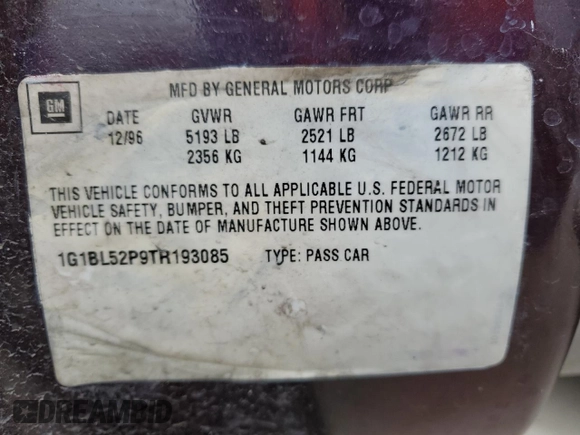 MFD BY GENERAL MOTORS CORP
GM
DATE GVWR GAWR FRT GAWR RR
12/96 5193 LB 2521 LB 2672 LB
2356 KG 1144 KG 1212 KG
THIS VEHICLE CONFORMS TO ALL APPLICABLE U.S. FEDERAL MOTOR
VEHICLE SAFETY, BUMPER, AND THEFT PREVENTION STANDARDS IN
EFFECT ON THE DATE OF MANUFACTURE SHOWN ABOVE.
1G1BL52P9TR193085 TYPE: PASS CAR
DREAMBID